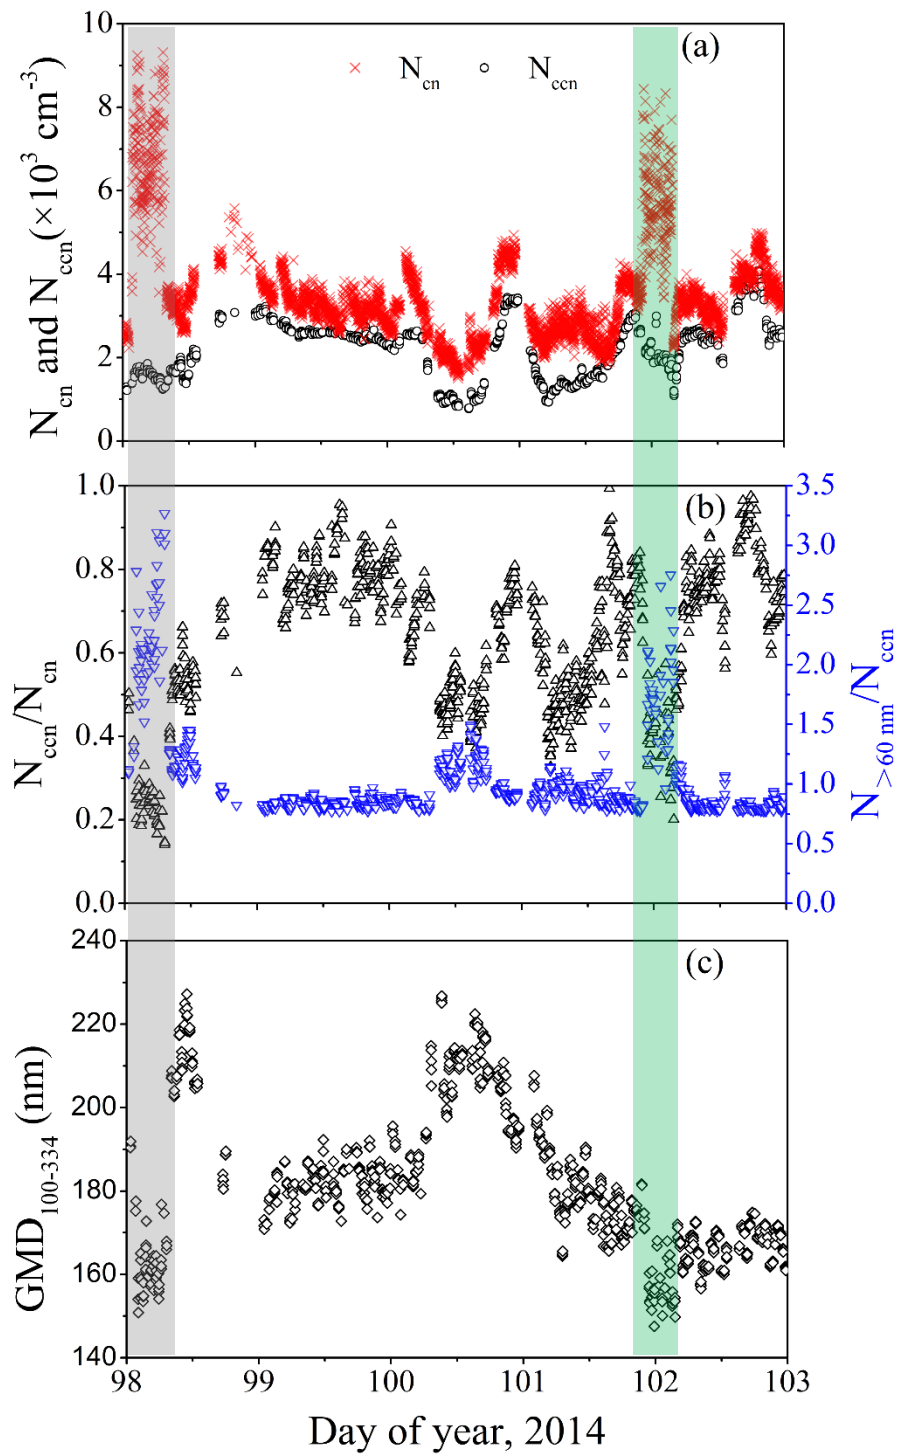 (a)
N_cn N_ccn
N_cn and N_ccn (×10^3 cm^-3)
10
8
6
4
2
0
(b)
N_ccn/N_cn
1.0
0.8
0.6
0.4
0.2
0.0
3.5
3.0
2.5
2.0
1.5
1.0
0.5
0.0
N_>60 nm/N_ccn
(c)
GMD_100-334 (nm)
240
220
200
180
160
140
98 99 100 101 102 103
Day of year, 2014